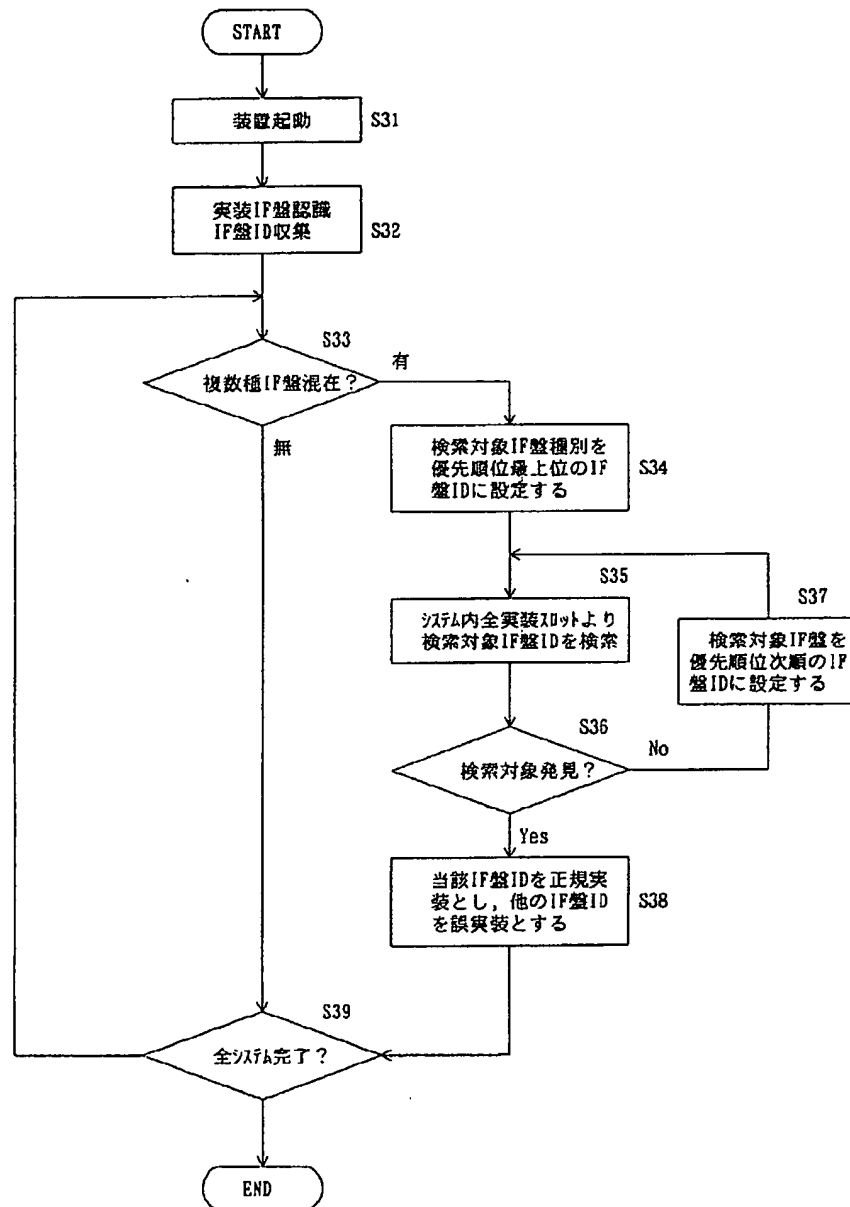 START
装置起動
S31
実装IF盤認識
IF盤ID収集
S32
S33
複数種IF盤混在？
有
無
検索対象IF盤種別を
優先順位最上位のIF
盤IDに設定する
S34
S35
ｼｽﾃﾑ内全実装ｽﾛｯﾄより
検索対象IF盤IDを検索
S37
検索対象IF盤を
優先順位次順のIF
盤IDに設定する
S36
検索対象発見？
No
Yes
当該IF盤IDを正規実
装とし，他のIF盤ID
を誤実装とする
S38
S39
全ｼｽﾃﾑ完了？
END